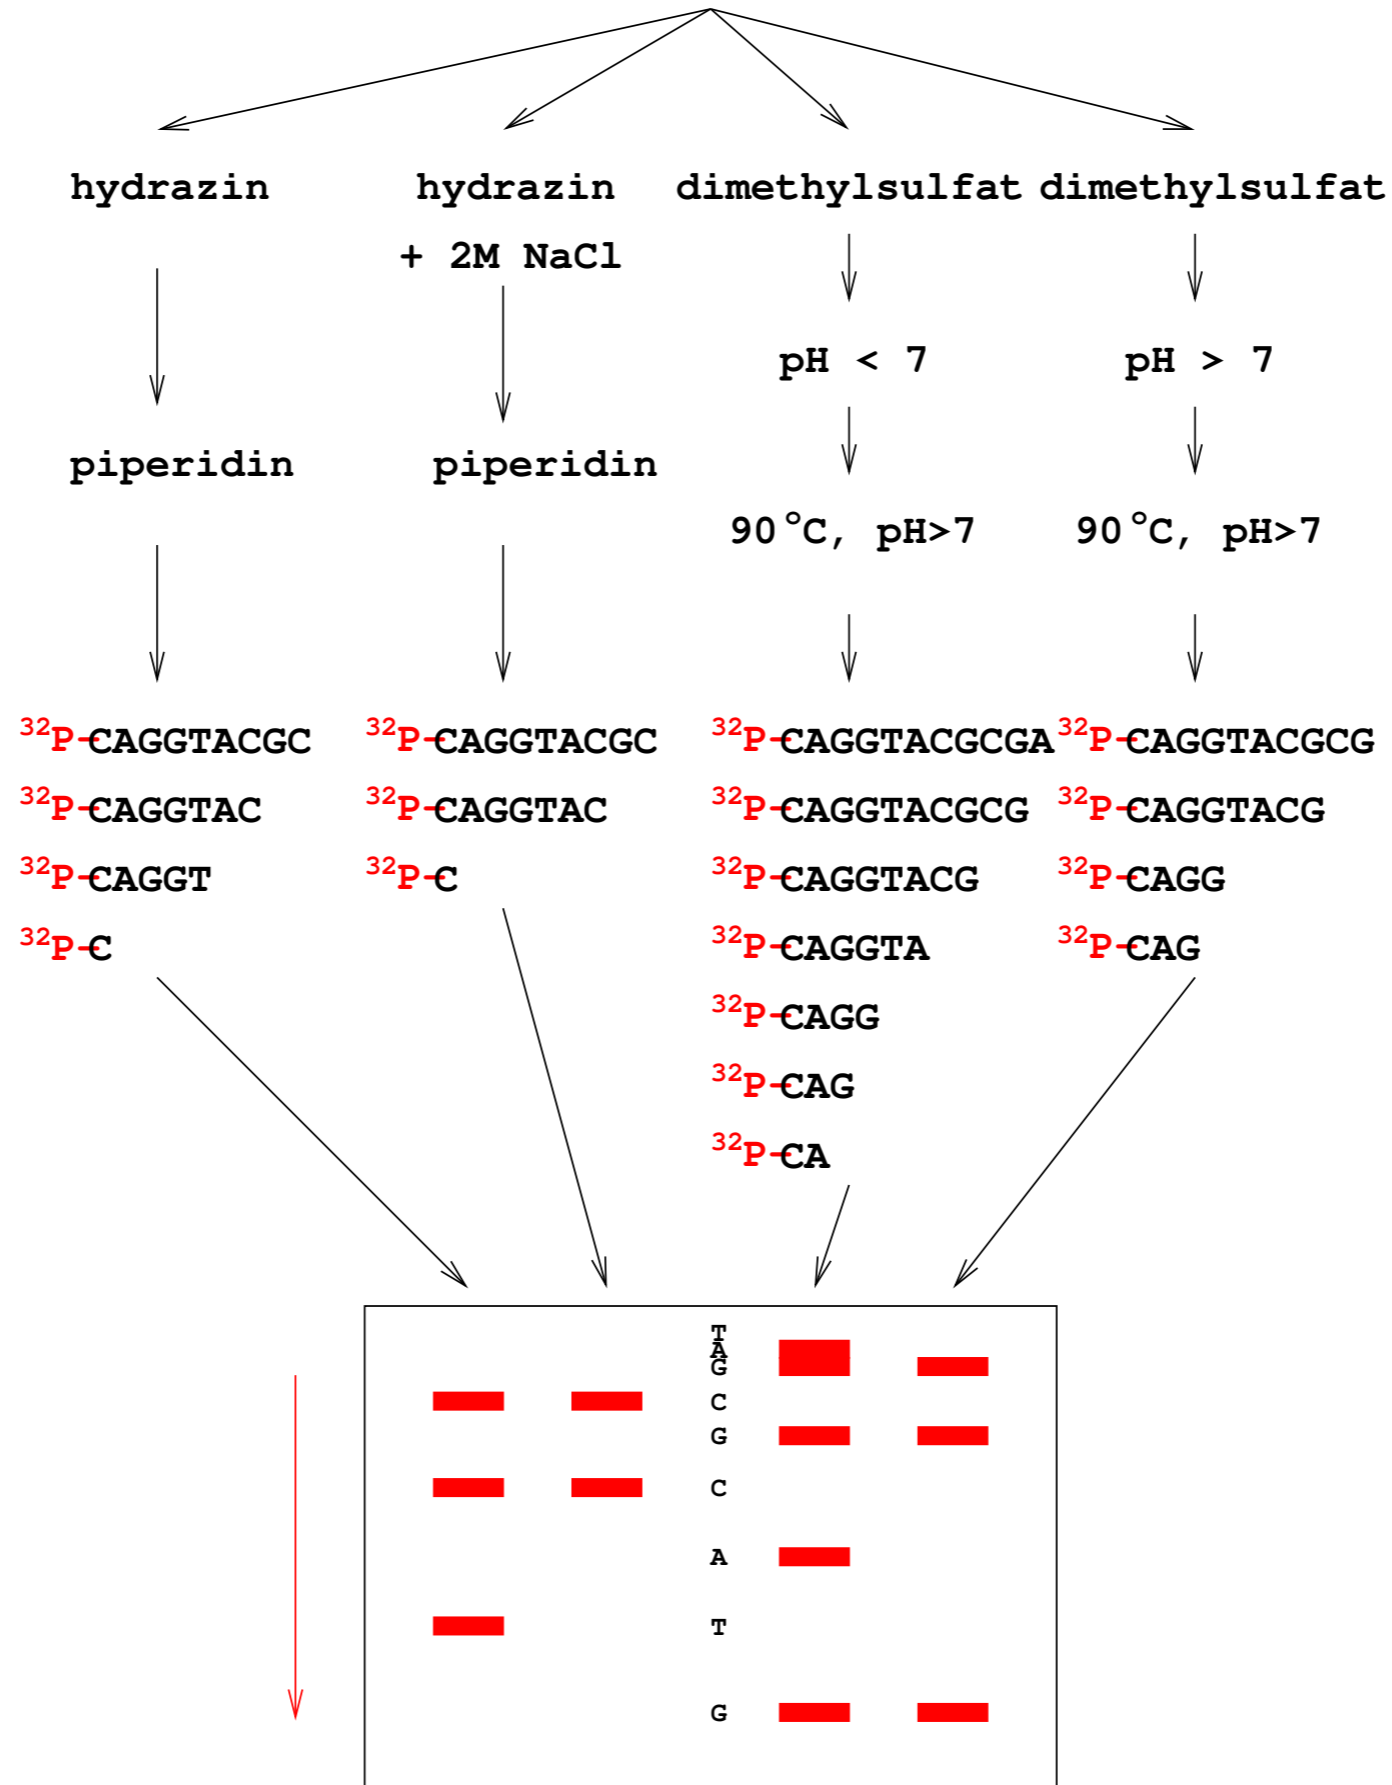 hydrazin hydrazin dimethylsulfat dimethylsulfat
+ 2M NaCl
pH < 7 pH > 7
piperidin piperidin
90°C, pH>7 90°C, pH>7
³²P-CAGGTACGC ³²P-CAGGTACGC ³²P-CAGGTACGCGA ³²P-CAGGTACGCG
³²P-CAGGTAC ³²P-CAGGTAC ³²P-CAGGTACGCG ³²P-CAGGTACG
³²P-CAGGT ³²P-C ³²P-CAGGTACG ³²P-CAGG
³²P-C ³²P-CAGGTA ³²P-CAG
³²P-CAGG
³²P-CAG
³²P-CA
T
A
G
C
G
C
A
T
G